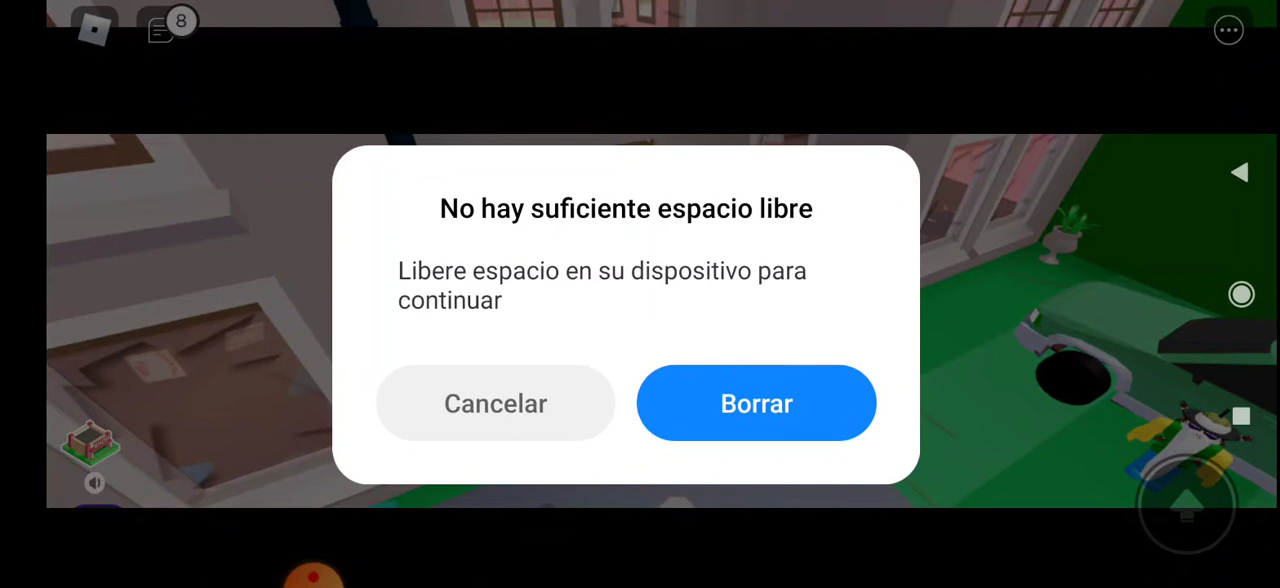 8
No hay suficiente espacio libre
Libere espacio en su dispositivo para
continuar
Cancelar
Borrar